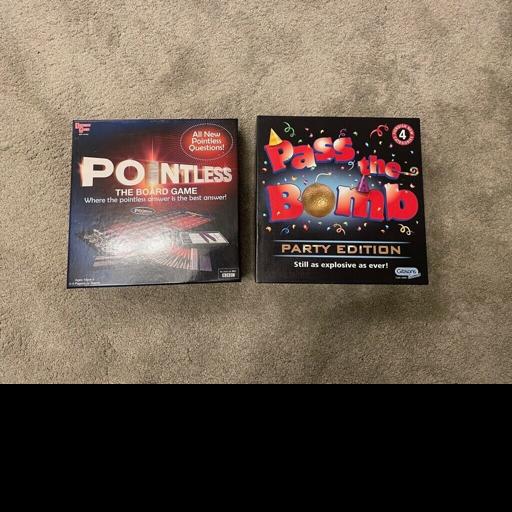 All New
Pointless
Questions!
POINTLESS
THE BOARD GAME
Where the pointless answer is the best answer!
BBC
Pass
the
Bomb
4
PARTY EDITION
Still as explosive as ever!
Gibsons